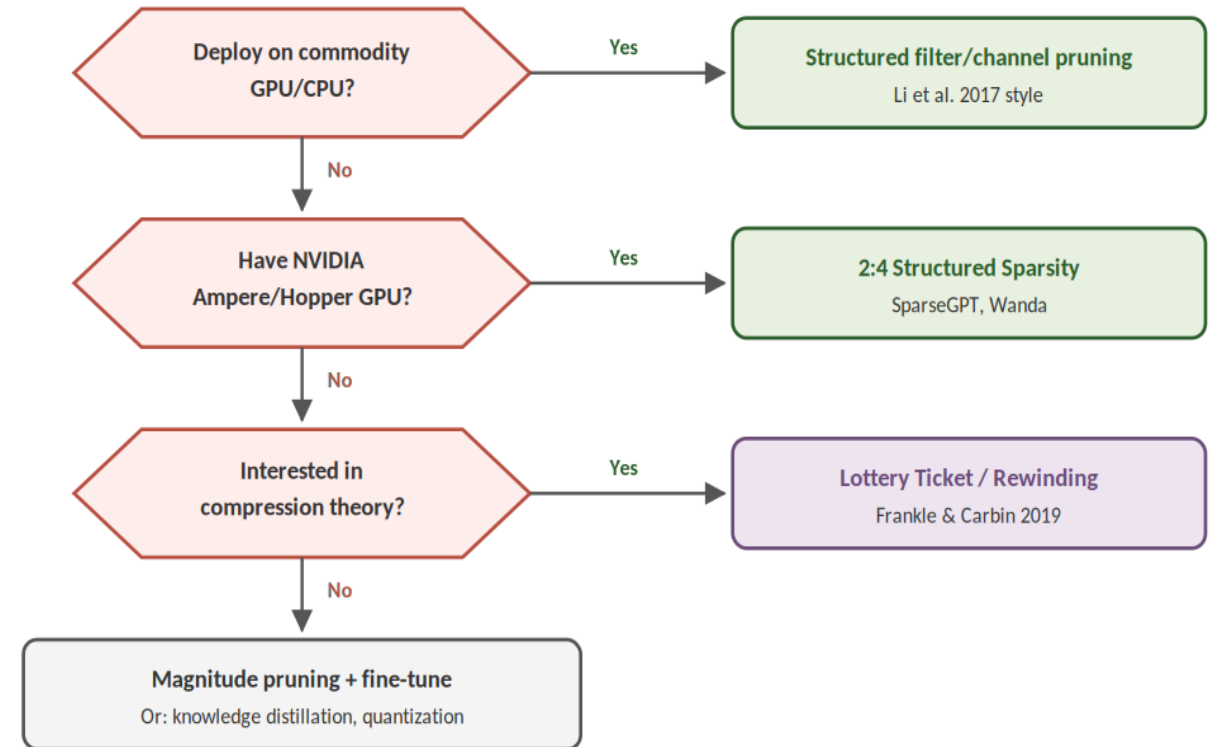 Deploy on commodity
GPU/CPU?
Yes
Structured filter/channel pruning
Li et al. 2017 style
No
Have NVIDIA
Ampere/Hopper GPU?
Yes
2:4 Structured Sparsity
SparseGPT, Wanda
No
Interested in
compression theory?
Yes
Lottery Ticket / Rewinding
Frankle & Carbin 2019
No
Magnitude pruning + fine-tune
Or: knowledge distillation, quantization